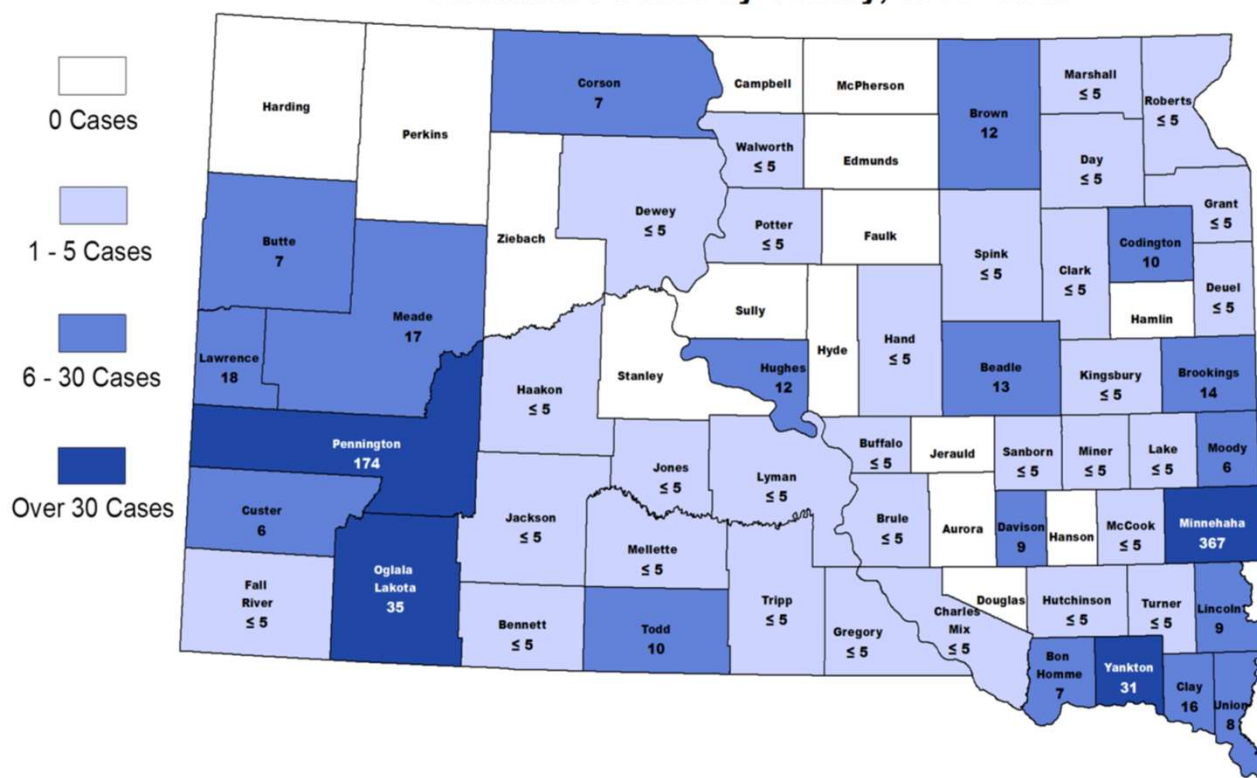 0 Cases
1 - 5 Cases
6 - 30 Cases
Over 30 Cases
Harding
Perkins
Corson
7
Campbell
McPherson
Brown
12
Marshall
≤ 5
Roberts
≤ 5
Walworth
≤ 5
Edmunds
Day
≤ 5
Butte
7
Ziebach
Dewey
≤ 5
Potter
≤ 5
Faulk
Spink
≤ 5
Clark
≤ 5
Codington
10
Grant
≤ 5
Meade
17
Sully
Hyde
Hand
≤ 5
Hamlin
Deuel
≤ 5
Lawrence
18
Haakon
≤ 5
Stanley
Hughes
12
Beadle
13
Kingsbury
≤ 5
Brookings
14
Pennington
174
Jones
≤ 5
Lyman
≤ 5
Buffalo
≤ 5
Jerauld
Sanborn
≤ 5
Miner
≤ 5
Lake
≤ 5
Moody
6
Custer
6
Jackson
≤ 5
Mellette
≤ 5
Brule
≤ 5
Aurora
Davison
9
Hanson
McCook
≤ 5
Minnehaha
367
Fall
River
≤ 5
Oglala
Lakota
35
Bennett
≤ 5
Todd
10
Tripp
≤ 5
Gregory
≤ 5
Charles
Mix
≤ 5
Douglas
Hutchinson
≤ 5
Turner
≤ 5
Lincoln
9
Bon
Homme
7
Yankton
31
Clay
16
Union
8